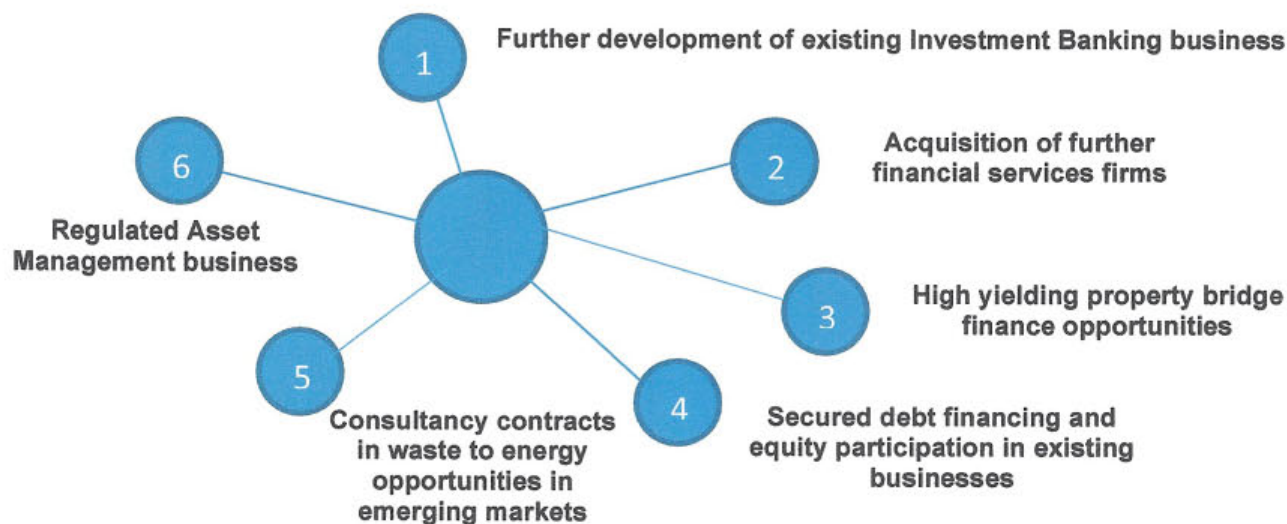 1
Further development of existing Investment Banking business
2
Acquisition of further
financial services firms
3
High yielding property bridge
finance opportunities
4
Secured debt financing and
equity participation in existing
businesses
5
Consultancy contracts
in waste to energy
opportunities in
emerging markets
6
Regulated Asset
Management business